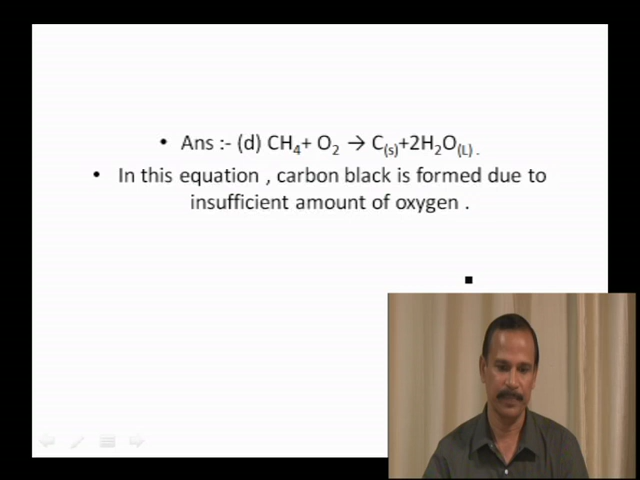 • Ans :- (d) CH₄+ O₂ → C₍s₎+2H₂O₍L₎ .
• In this equation , carbon black is formed due to
insufficient amount of oxygen .